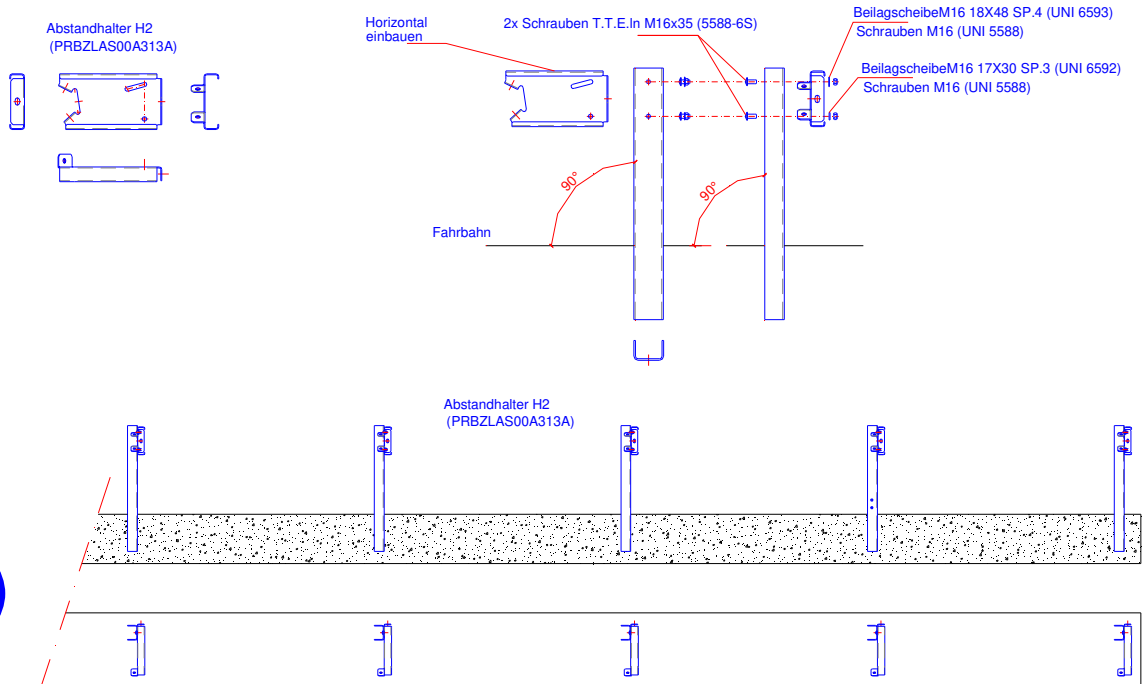 Abstandhalter H2
(PRBZLAS00A313A)
Horizontal
einbauen
2x Schrauben T.T.E.ln M16x35 (5588-6S)
BeilagscheibeM16 18X48 SP.4 (UNI 6593)
Schrauben M16 (UNI 5588)
BeilagscheibeM16 17X30 SP.3 (UNI 6592)
Schrauben M16 (UNI 5588)
90°
90°
Fahrbahn
Abstandhalter H2
(PRBZLAS00A313A)